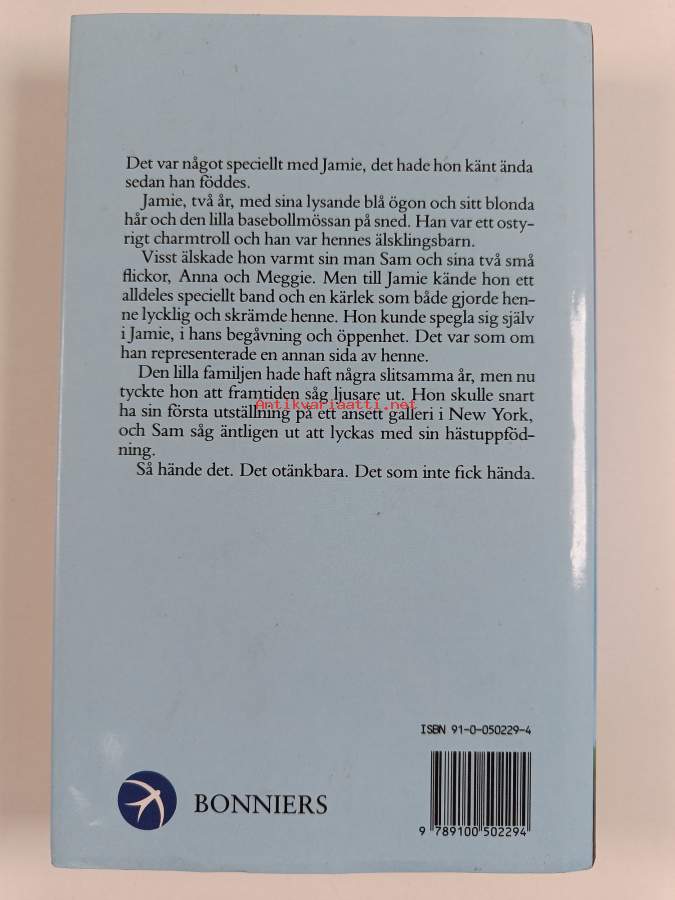 Det var något speciellt med Jamie, det hade hon känt ända
sedan han föddes.
Jamie, två år, med sina lysande blå ögon och sitt blonda
hår och den lilla basebollmössan på sned. Han var ett osty-
rigt charmtroll och han var hennes älsklingsbarn.
Visst älskade hon varmt sin man Sam och sina två små
flickor, Anna och Meggie. Men till Jamie kände hon ett
alldeles speciellt band och en kärlek som både gjorde hen-
ne lycklig och skrämde henne. Hon kunde spegla sig själv
i Jamie, i hans begåvning och öppenhet. Det var som om
han representerade en annan sida av henne.
Den lilla familjen hade haft några slitsamma år, men nu
tyckte hon att framtiden såg ljusare ut. Hon skulle snart
Antikvariaatti.net
ha sin första utställning på ett ansett galleri i New York,
och Sam såg äntligen ut att lyckas med sin hästuppföd-
ning.
Så hände det. Det otänkbara. Det som inte fick hända.
ISBN 91-0-050229-4
BONNIERS
9 789100 502294